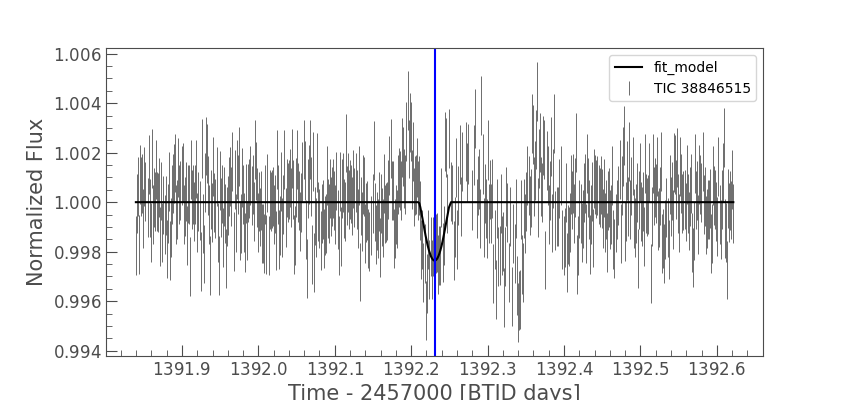 1.006
1.004
1.002
1.000
0.998
0.996
0.994
Normalized Flux
fit_model
TIC 38846515
1391.9 1392.0 1392.1 1392.2 1392.3 1392.4 1392.5 1392.6
Time - 2457000 [BTJD days]